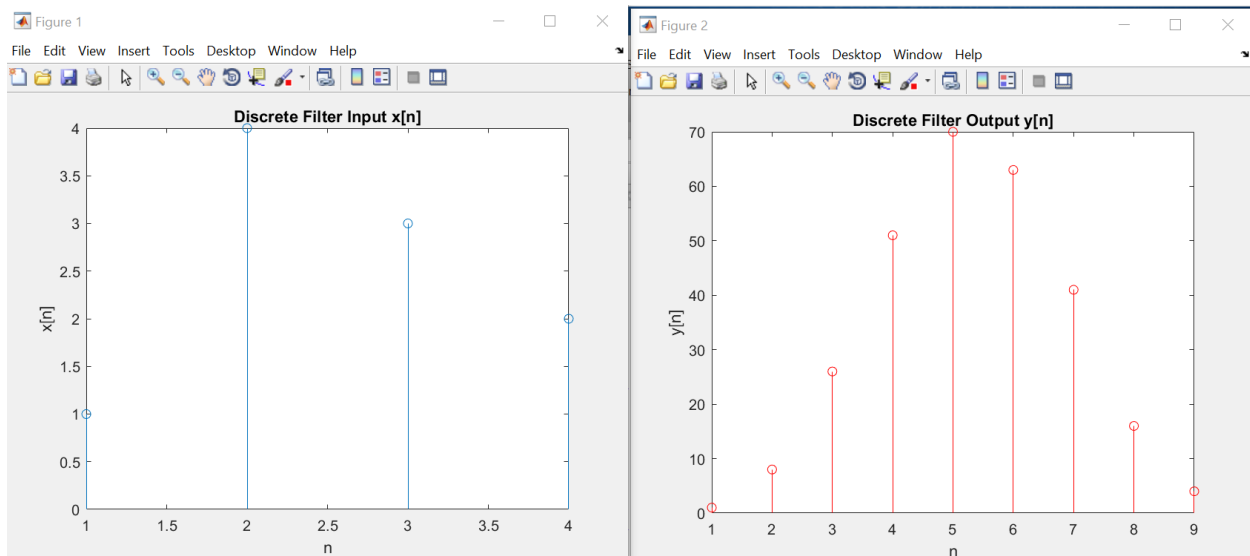 Figure 1
File Edit View Insert Tools Desktop Window Help
Discrete Filter Input x[n]
4
3.5
3
2.5
2
1.5
1
0.5
0
x[n]
1 1.5 2 2.5 3 3.5 4
n
Figure 2
File Edit View Insert Tools Desktop Window Help
Discrete Filter Output y[n]
70
60
50
40
30
20
10
0
y[n]
1 2 3 4 5 6 7 8 9
n